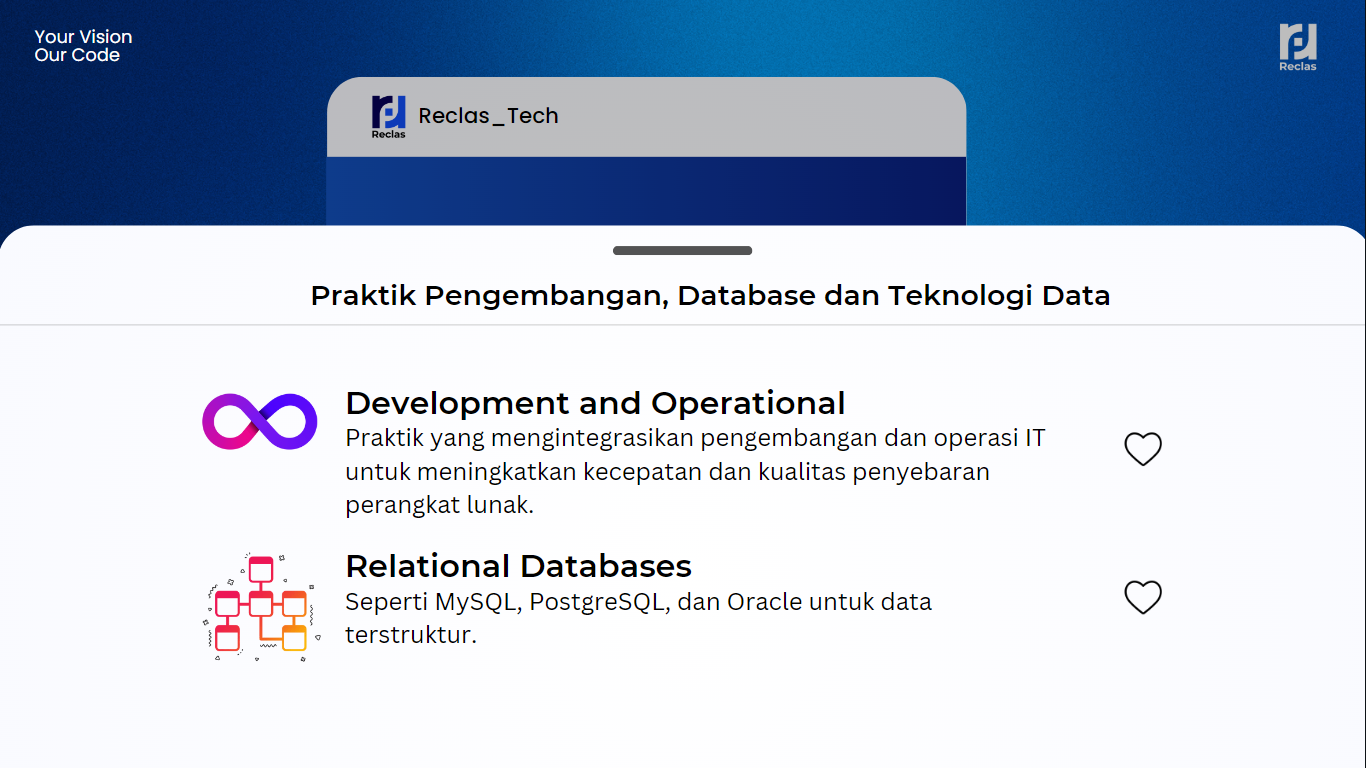 Your Vision
Our Code
Reclas
Reclas
Reclas_Tech
Praktik Pengembangan, Database dan Teknologi Data
Development and Operational
Praktik yang mengintegrasikan pengembangan dan operasi IT
untuk meningkatkan kecepatan dan kualitas penyebaran
perangkat lunak.
Relational Databases
Seperti MySQL, PostgreSQL, dan Oracle untuk data
terstruktur.